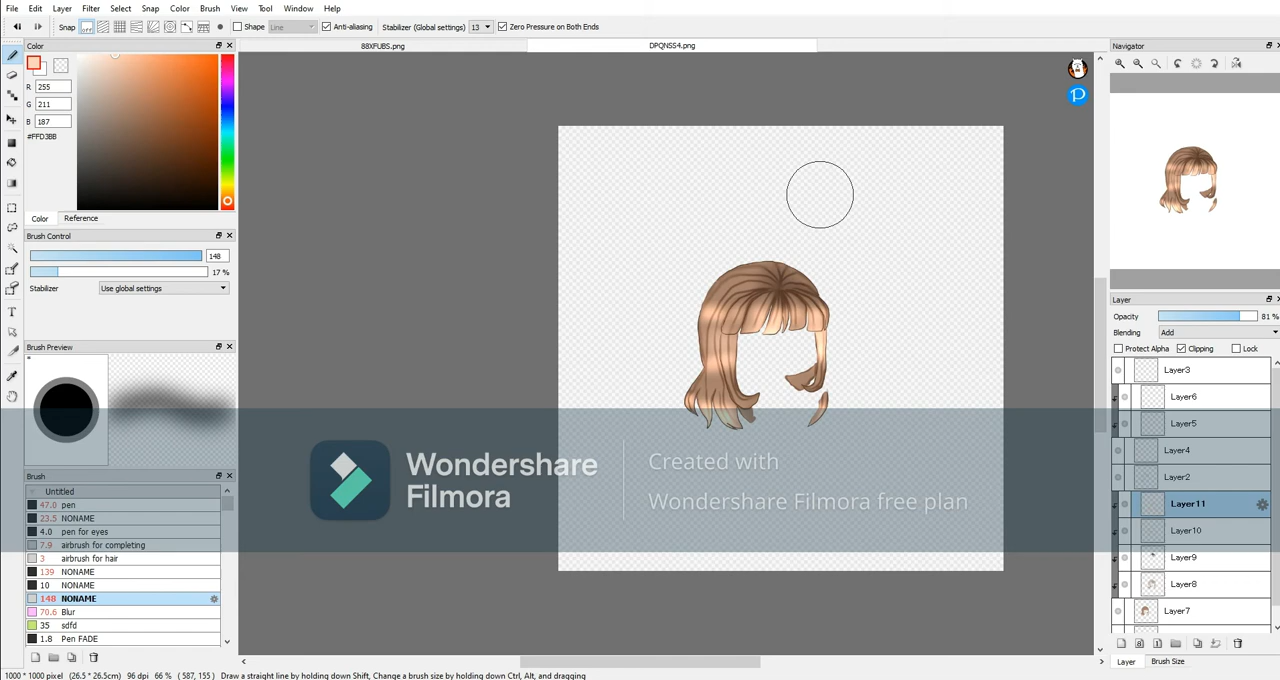 File Edit Layer Filter Select Snap Color Brush View Tool Window Help
Snap OFF Shape Line Anti-aliasing Stabilizer (Global settings) 13 Zero Pressure on Both Ends
Color 88XFUBS.png DPQNSS4.png Navigator
R 255
G 211
B 187
#FFD3BB
Color Reference
Brush Control
148
17 %
Stabilizer Use global settings
Brush Preview
Brush
Untitled
47.0 pen
23.5 NONAME
4.0 pen for eyes
7.9 airbrush for completing
3 airbrush for hair
139 NONAME
10 NONAME
148 NONAME
70.6 Blur
35 sdfd
1.8 Pen FADE
Wondershare
Filmora
Created with
Wondershare Filmora free plan
Layer
Opacity 81 %
Blending Add
Protect Alpha Clipping Lock
Layer3
Layer6
Layer5
Layer4
Layer2
Layer11
Layer10
Layer9
Layer8
Layer7
Layer Brush Size
1000 * 1000 pixel (26.5 * 26.5cm) 96 dpi 66 % ( 587, 155 ) Draw a straight line by holding down Shift, Change a brush size by holding down Ctrl, Alt, and dragging